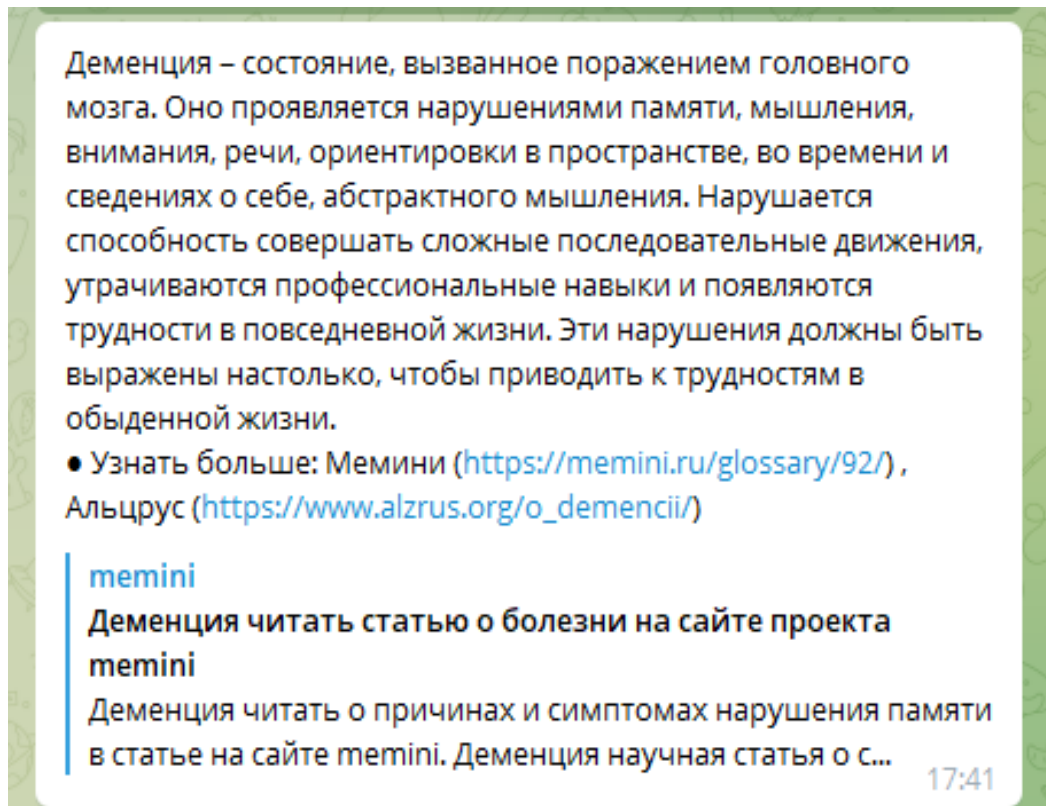 Деменция – состояние, вызванное поражением головного
мозга. Оно проявляется нарушениями памяти, мышления,
внимания, речи, ориентировки в пространстве, во времени и
сведениях о себе, абстрактного мышления. Нарушается
способность совершать сложные последовательные движения,
утрачиваются профессиональные навыки и появляются
трудности в повседневной жизни. Эти нарушения должны быть
выражены настолько, чтобы приводить к трудностям в
обыденной жизни.
● Узнать больше: Мемини (https://memini.ru/glossary/92/) ,
Альцрус (https://www.alzrus.org/o_demencii/)
memini
Деменция читать статью о болезни на сайте проекта
memini
Деменция читать о причинах и симптомах нарушения памяти
в статье на сайте memini. Деменция научная статья о с...
17:41